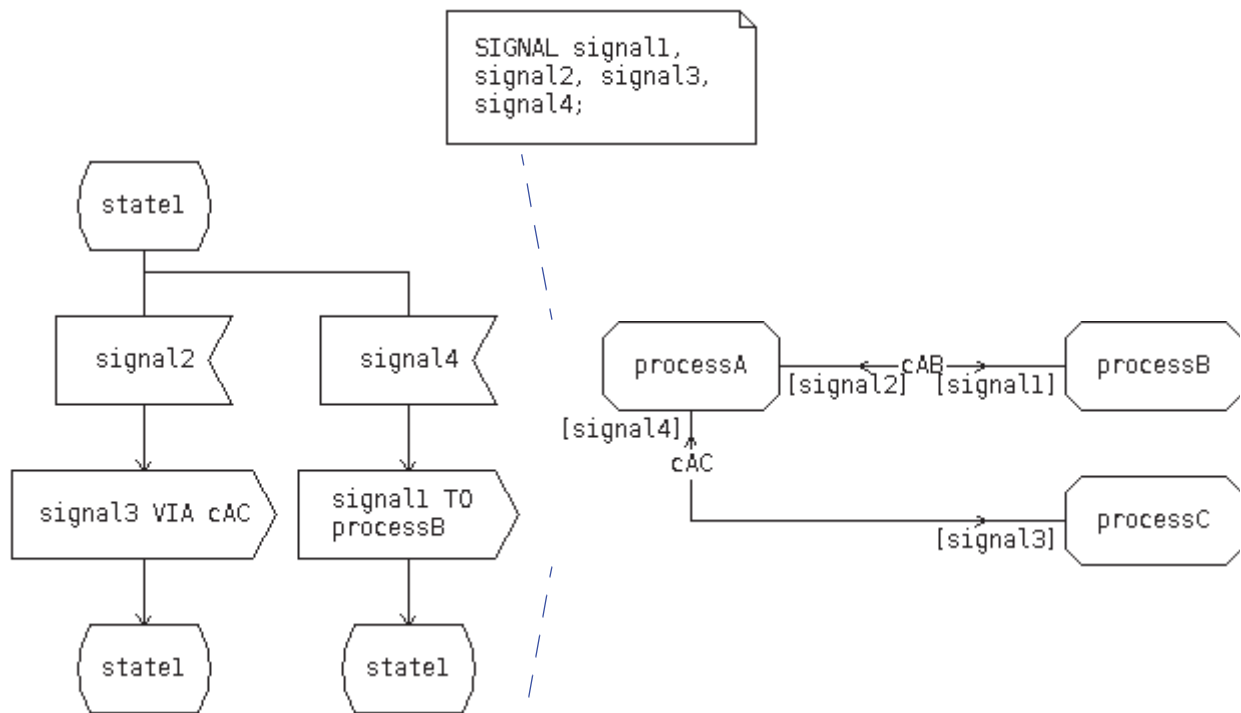 SIGNAL signal1,
signal2, signal3,
signal4;
state1
signal2
signal4
signal3 VIA cAC
signal1 TO
processB
state1
state1
processA
cAB
processB
[signal2]
[signal1]
[signal4]
cAC
processC
[signal3]